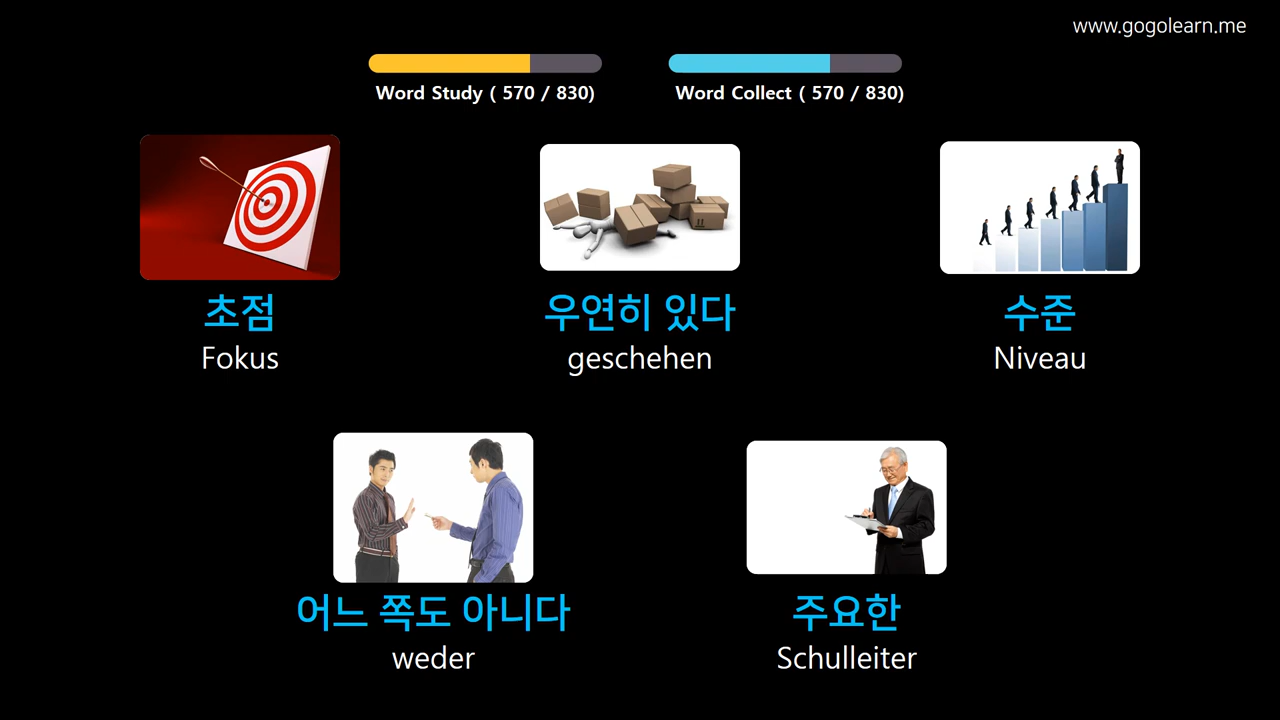 www.gogolearn.me
Word Study ( 570 / 830)
Word Collect ( 570 / 830)
초점
Fokus
우연히 있다
geschehen
수준
Niveau
어느 쪽도 아니다
weder
주요한
Schulleiter